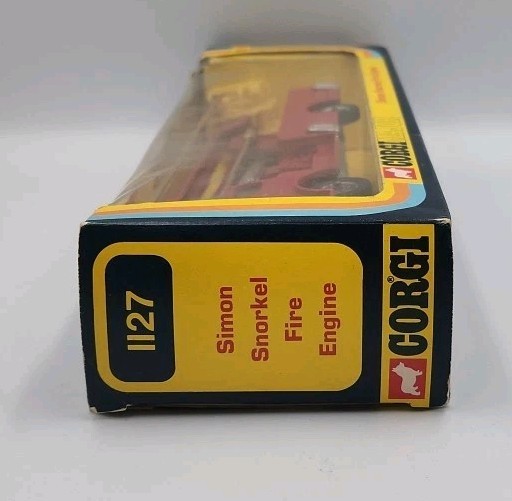 1127
Simon
Snorkel
Fire
Engine
CORGI
CORGI